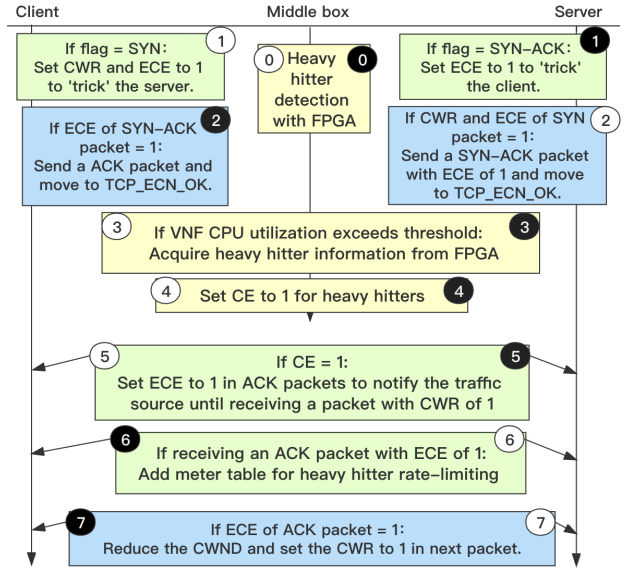 Client
Middle box
Server
If flag = SYN:
Set CWR and ECE to 1
to 'trick' the server.
1
0
0
Heavy
hitter
detection
with FPGA
If flag = SYN-ACK:
Set ECE to 1 to 'trick'
the client.
1
If ECE of SYN-ACK
packet = 1:
Send a ACK packet and
move to TCP_ECN_OK.
2
If CWR and ECE of SYN
packet = 1:
Send a SYN-ACK packet
with ECE of 1 and move
to TCP_ECN_OK.
2
3
If VNF CPU utilization exceeds threshold:
Acquire heavy hitter information from FPGA
3
4
Set CE to 1 for heavy hitters
4
5
If CE = 1:
Set ECE to 1 in ACK packets to notify the traffic
source until receiving a packet with CWR of 1
5
6
If receiving an ACK packet with ECE of 1:
Add meter table for heavy hitter rate-limiting
6
7
If ECE of ACK packet = 1:
Reduce the CWND and set the CWR to 1 in next packet.
7